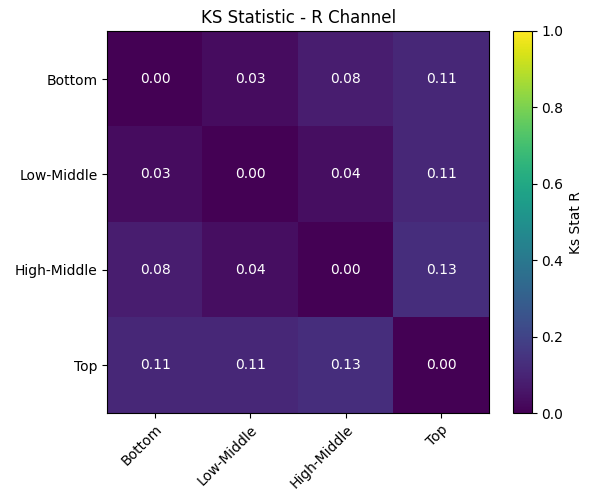 KS Statistic - R Channel
Bottom 0.00 0.03 0.08 0.11
Low-Middle 0.03 0.00 0.04 0.11
High-Middle 0.08 0.04 0.00 0.13
Top 0.11 0.11 0.13 0.00
Bottom Low-Middle High-Middle Top
1.0
0.8
0.6
0.4
0.2
0.0
Ks Stat R